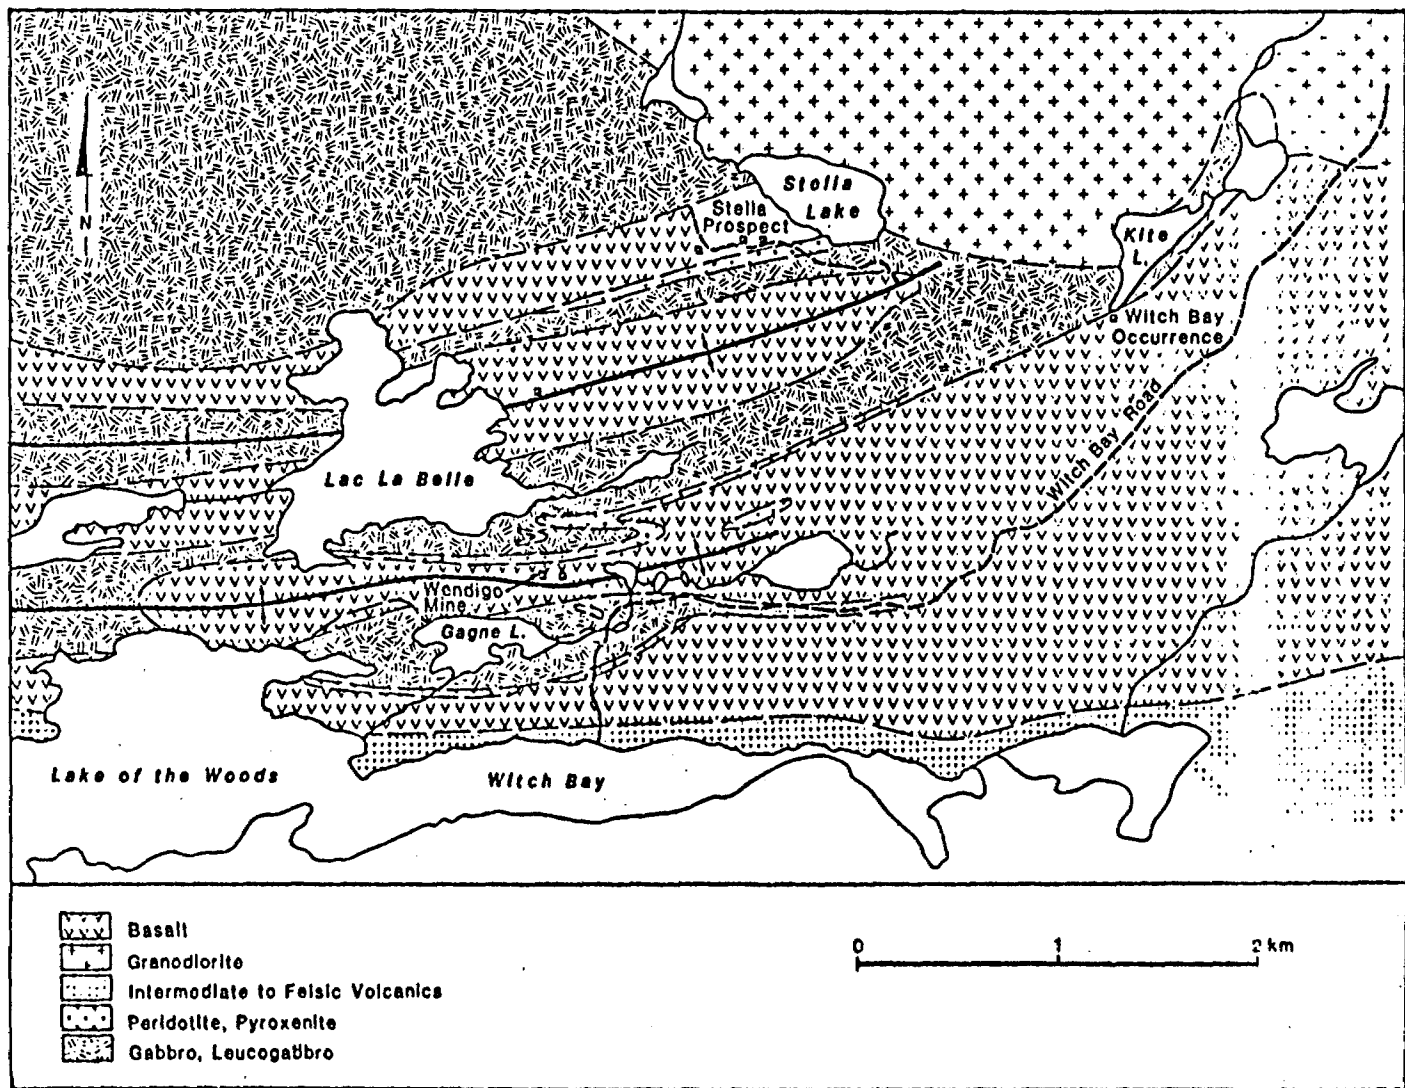 N
Stella
Lake
Stella
Prospect
Kite
L.
Witch Bay
Occurrence
Witch Bay Road
Lac La Belle
Wendigo
Mine
Gagne L.
Lake of the Woods
Witch Bay
Basalt
Granodiorite
Intermediate to Felsic Volcanics
Peridotite, Pyroxenite
Gabbro, Leucogabbro
0 1 2 km